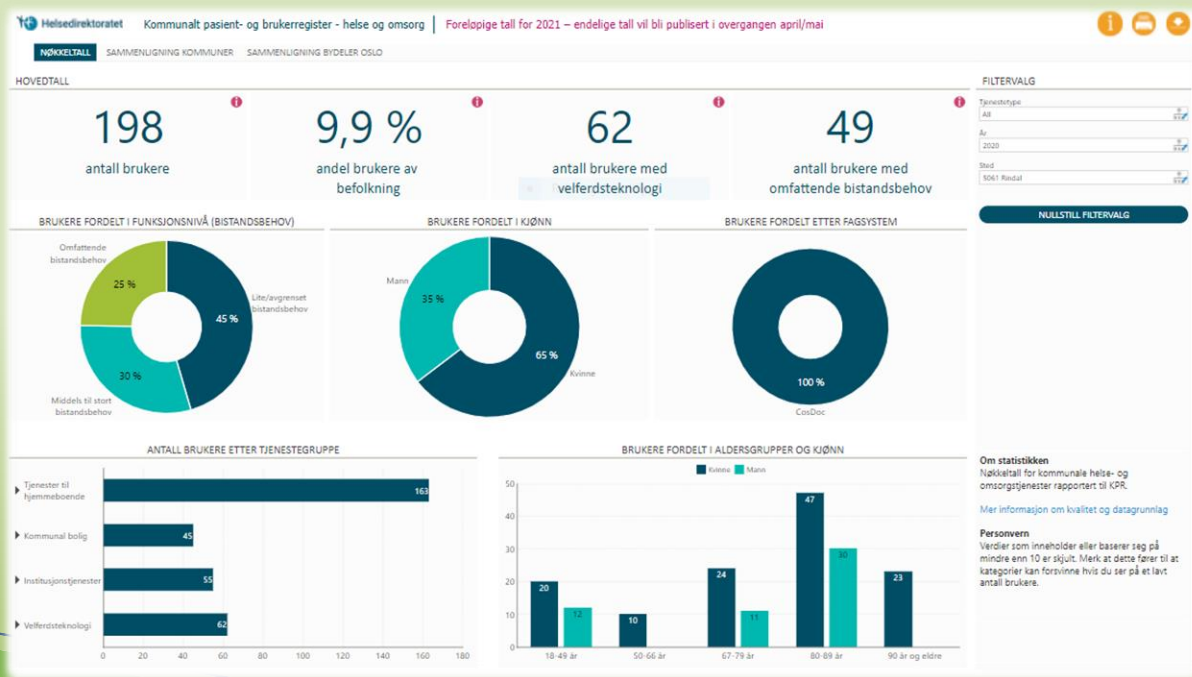 Helsedirektoratet
Kommunalt pasient- og brukerregister - helse og omsorg
Foreløpige tall for 2021 – endelige tall vil bli publisert i overgangen april/mai
NØKKELTALL
SAMMENLIGNING KOMMUNER
SAMMENLIGNING BYDELER OSLO
HOVEDTALL
198
antall brukere
9,9 %
andel brukere av
befolkning
62
antall brukere med
velferdsteknologi
49
antall brukere med
omfattende bistandsbehov
FILTERVALG
Tjenestetype
All
År
2020
Sted
5061 Rindal
NULLSTILL FILTERVALG
BRUKERE FORDELT I FUNKSJONSNIVÅ (BISTANDSBEHOV)
Omfattende
bistandsbehov
25 %
Lite/avgrenset
bistandsbehov
45 %
30 %
Middels til stort
bistandsbehov
BRUKERE FORDELT I KJØNN
Mann
35 %
65 %
Kvinne
BRUKERE FORDELT ETTER FAGSYSTEM
100 %
CosDoc
ANTALL BRUKERE ETTER TJENESTEGRUPPE
Tjenester til
hjemmeboende
163
Kommunal bolig
45
Institusjonstjenester
55
Velferdsteknologi
62
0 20 40 60 80 100 120 140 160 180
BRUKERE FORDELT I ALDERSGRUPPER OG KJØNN
Kvinne Mann
50
40
30
20
10
0
20
12
10
24
11
47
30
23
18-49 år
50-66 år
67-79 år
80-89 år
90 år og eldre
Om statistikken
Nøkkeltall for kommunale helse- og
omsorgstjenester rapportert til KPR.
Mer informasjon om kvalitet og datagrunnlag
Personvern
Verdier som inneholder eller baserer seg på
mindre enn 10 er skjult. Merk at dette fører til at
kategorier kan forsvinne hvis du ser på et lavt
antall brukere.